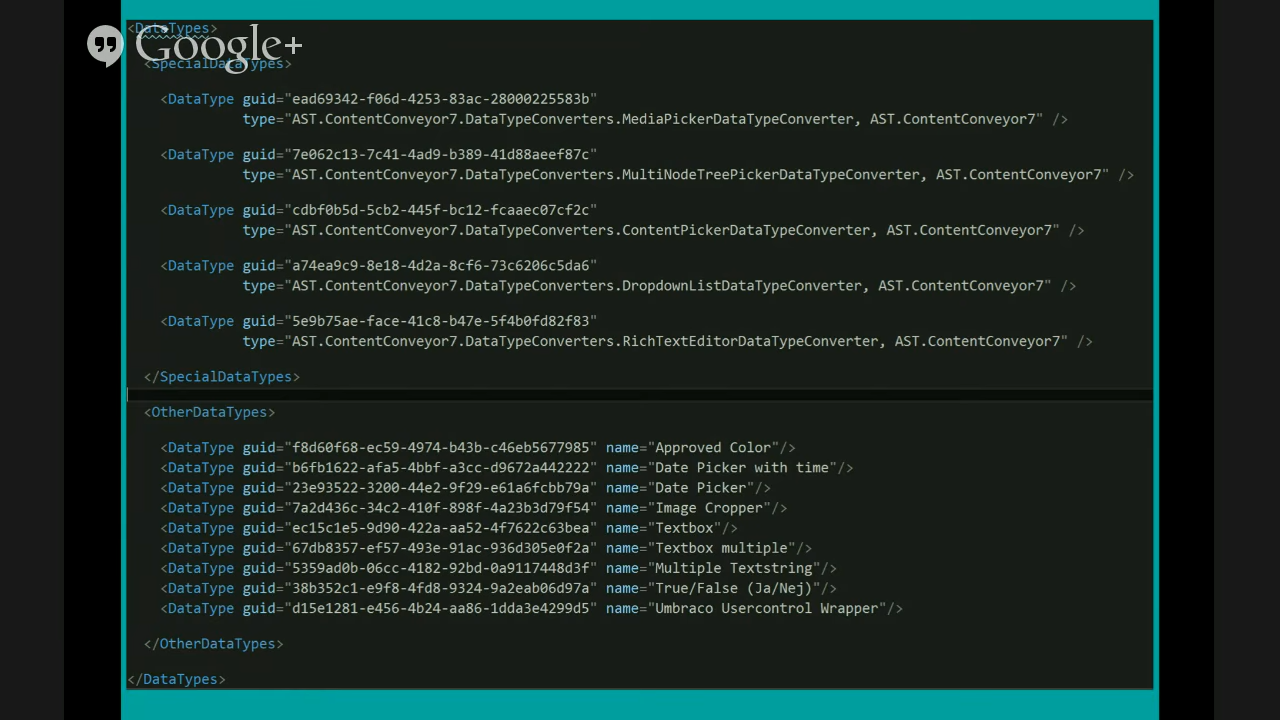 <DataTypes>
Google+
<SpecialDataTypes>
<DataType guid="ead69342-f06d-4253-83ac-28000225583b"
type="AST.ContentConveyor7.DataTypeConverters.MediaPickerDataTypeConverter, AST.ContentConveyor7" />
<DataType guid="7e062c13-7c41-4ad9-b389-41d88aeef87c"
type="AST.ContentConveyor7.DataTypeConverters.MultiNodeTreePickerDataTypeConverter, AST.ContentConveyor7" />
<DataType guid="cdbf0b5d-5cb2-445f-bc12-fcaaec07cf2c"
type="AST.ContentConveyor7.DataTypeConverters.ContentPickerDataTypeConverter, AST.ContentConveyor7" />
<DataType guid="a74ea9c9-8e18-4d2a-8cf6-73c6206c5da6"
type="AST.ContentConveyor7.DataTypeConverters.DropdownListDataTypeConverter, AST.ContentConveyor7" />
<DataType guid="5e9b75ae-face-41c8-b47e-5f4b0fd82f83"
type="AST.ContentConveyor7.DataTypeConverters.RichTextEditorDataTypeConverter, AST.ContentConveyor7" />
</SpecialDataTypes>
<OtherDataTypes>
<DataType guid="f8d60f68-ec59-4974-b43b-c46eb5677985" name="Approved Color"/>
<DataType guid="b6fb1622-afa5-4bbf-a3cc-d9672a442222" name="Date Picker with time"/>
<DataType guid="23e93522-3200-44e2-9f29-e61a6fcbb79a" name="Date Picker"/>
<DataType guid="7a2d436c-34c2-410f-898f-4a23b3d79f54" name="Image Cropper"/>
<DataType guid="ec15c1e5-9d90-422a-aa52-4f7622c63bea" name="Textbox"/>
<DataType guid="67db8357-ef57-493e-91ac-936d305e0f2a" name="Textbox multiple"/>
<DataType guid="5359ad0b-06cc-4182-92bd-0a9117448d3f" name="Multiple Textstring"/>
<DataType guid="38b352c1-e9f8-4fd8-9324-9a2eab06d97a" name="True/False (Ja/Nej)"/>
<DataType guid="d15e1281-e456-4b24-aa86-1dda3e4299d5" name="Umbraco Usercontrol Wrapper"/>
</OtherDataTypes>
</DataTypes>